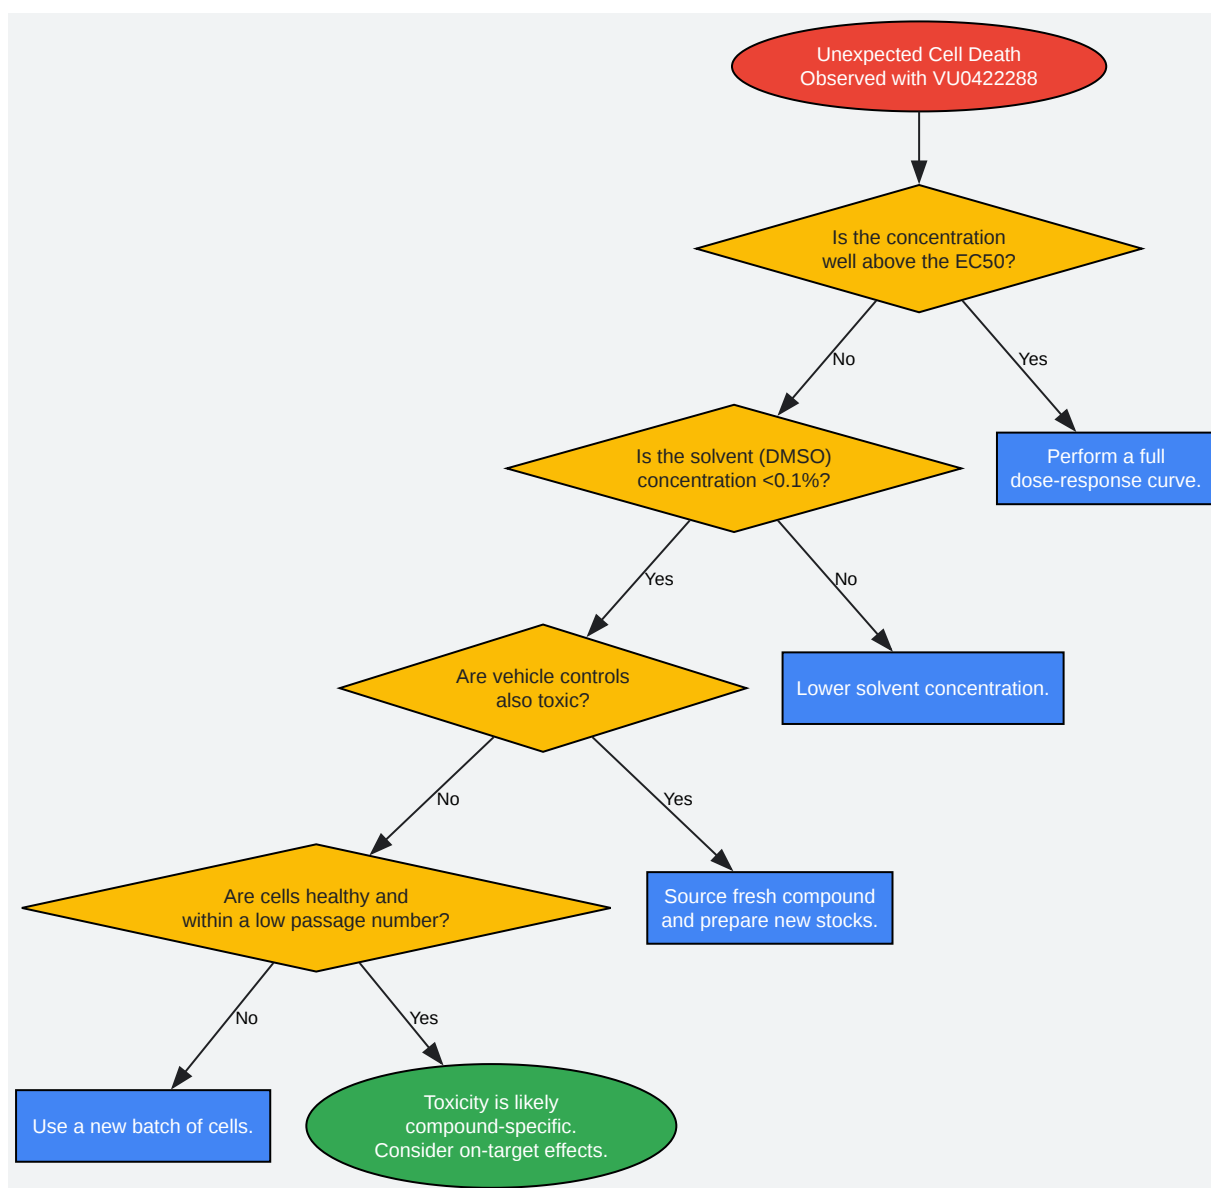 Unexpected Cell Death
Observed with VU0422288
Is the concentration
well above the EC50?
No
Yes
Is the solvent (DMSO)
concentration <0.1%?
Perform a full
dose-response curve.
Yes
No
Are vehicle controls
also toxic?
Lower solvent concentration.
No
Yes
Are cells healthy and
within a low passage number?
Source fresh compound
and prepare new stocks.
No
Yes
Use a new batch of cells.
Toxicity is likely
compound-specific.
Consider on-target effects.